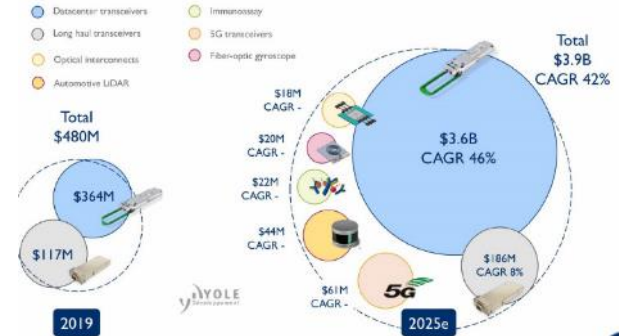 Datacenter transceivers
Long haul transceivers
Optical interconnects
Automotive LiDAR
Immunoassay
5G transceivers
Fiber-optic gyroscope
Total
$480M
$364M
$117M
2019
YOLE
Développement
Total
$3.9B
CAGR 42%
$3.6B
CAGR 46%
$18M
CAGR -
$20M
CAGR -
$22M
CAGR -
$44M
CAGR -
$61M
CAGR -
5G
$186M
CAGR 8%
2025e